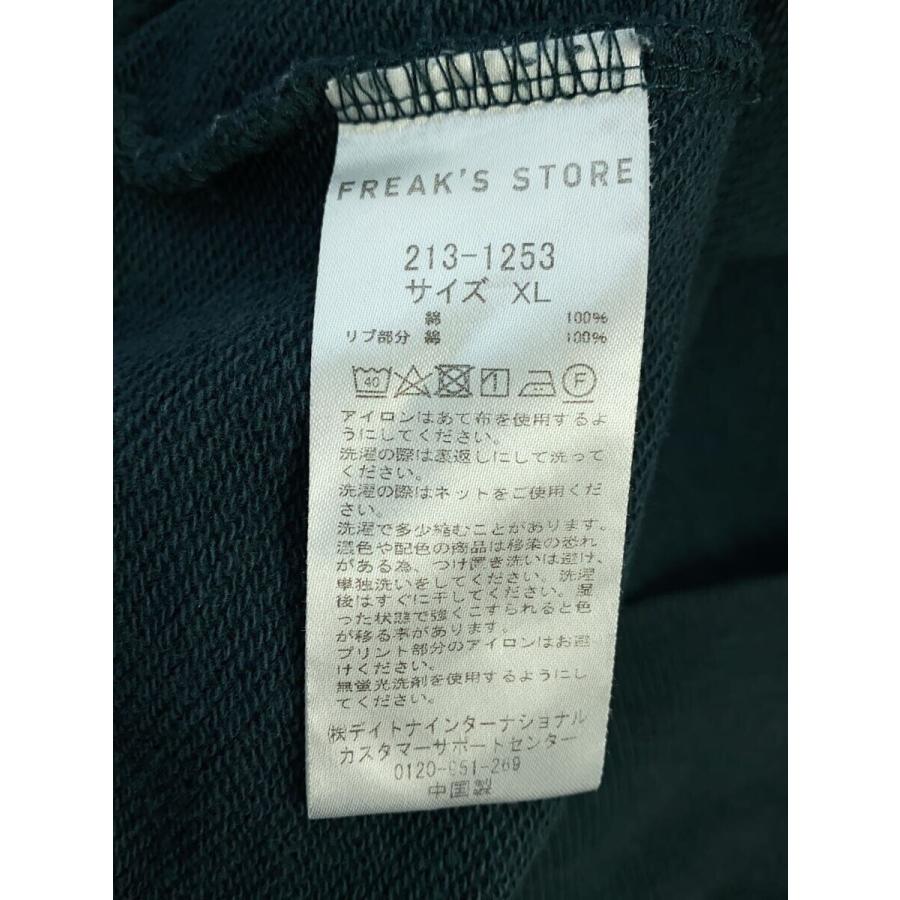 FREAK'S STORE
213-1253
サイズ XL
綿 100%
リブ部分 綿 100%
40 1 F
アイロンはあて布を使用するよ
うにしてください。
洗濯の際は裏返しにして洗って
ください。
洗濯の際はネットをご使用くだ
さい。
洗濯で多少縮むことがあります。
濃色や配色の商品は移染の恐れ
がある為、つけ置き洗いは避け、
単独洗いをしてください。洗濯
後はすぐに干してください。湿
った状態で強くこすられると色
が移る事があります。
プリント部分のアイロンはお避
けください。
無蛍光洗剤を使用するようにし
てください。
㈱デイトナインターナショナル
カスタマーサポートセンター
0120-951-269
中国製